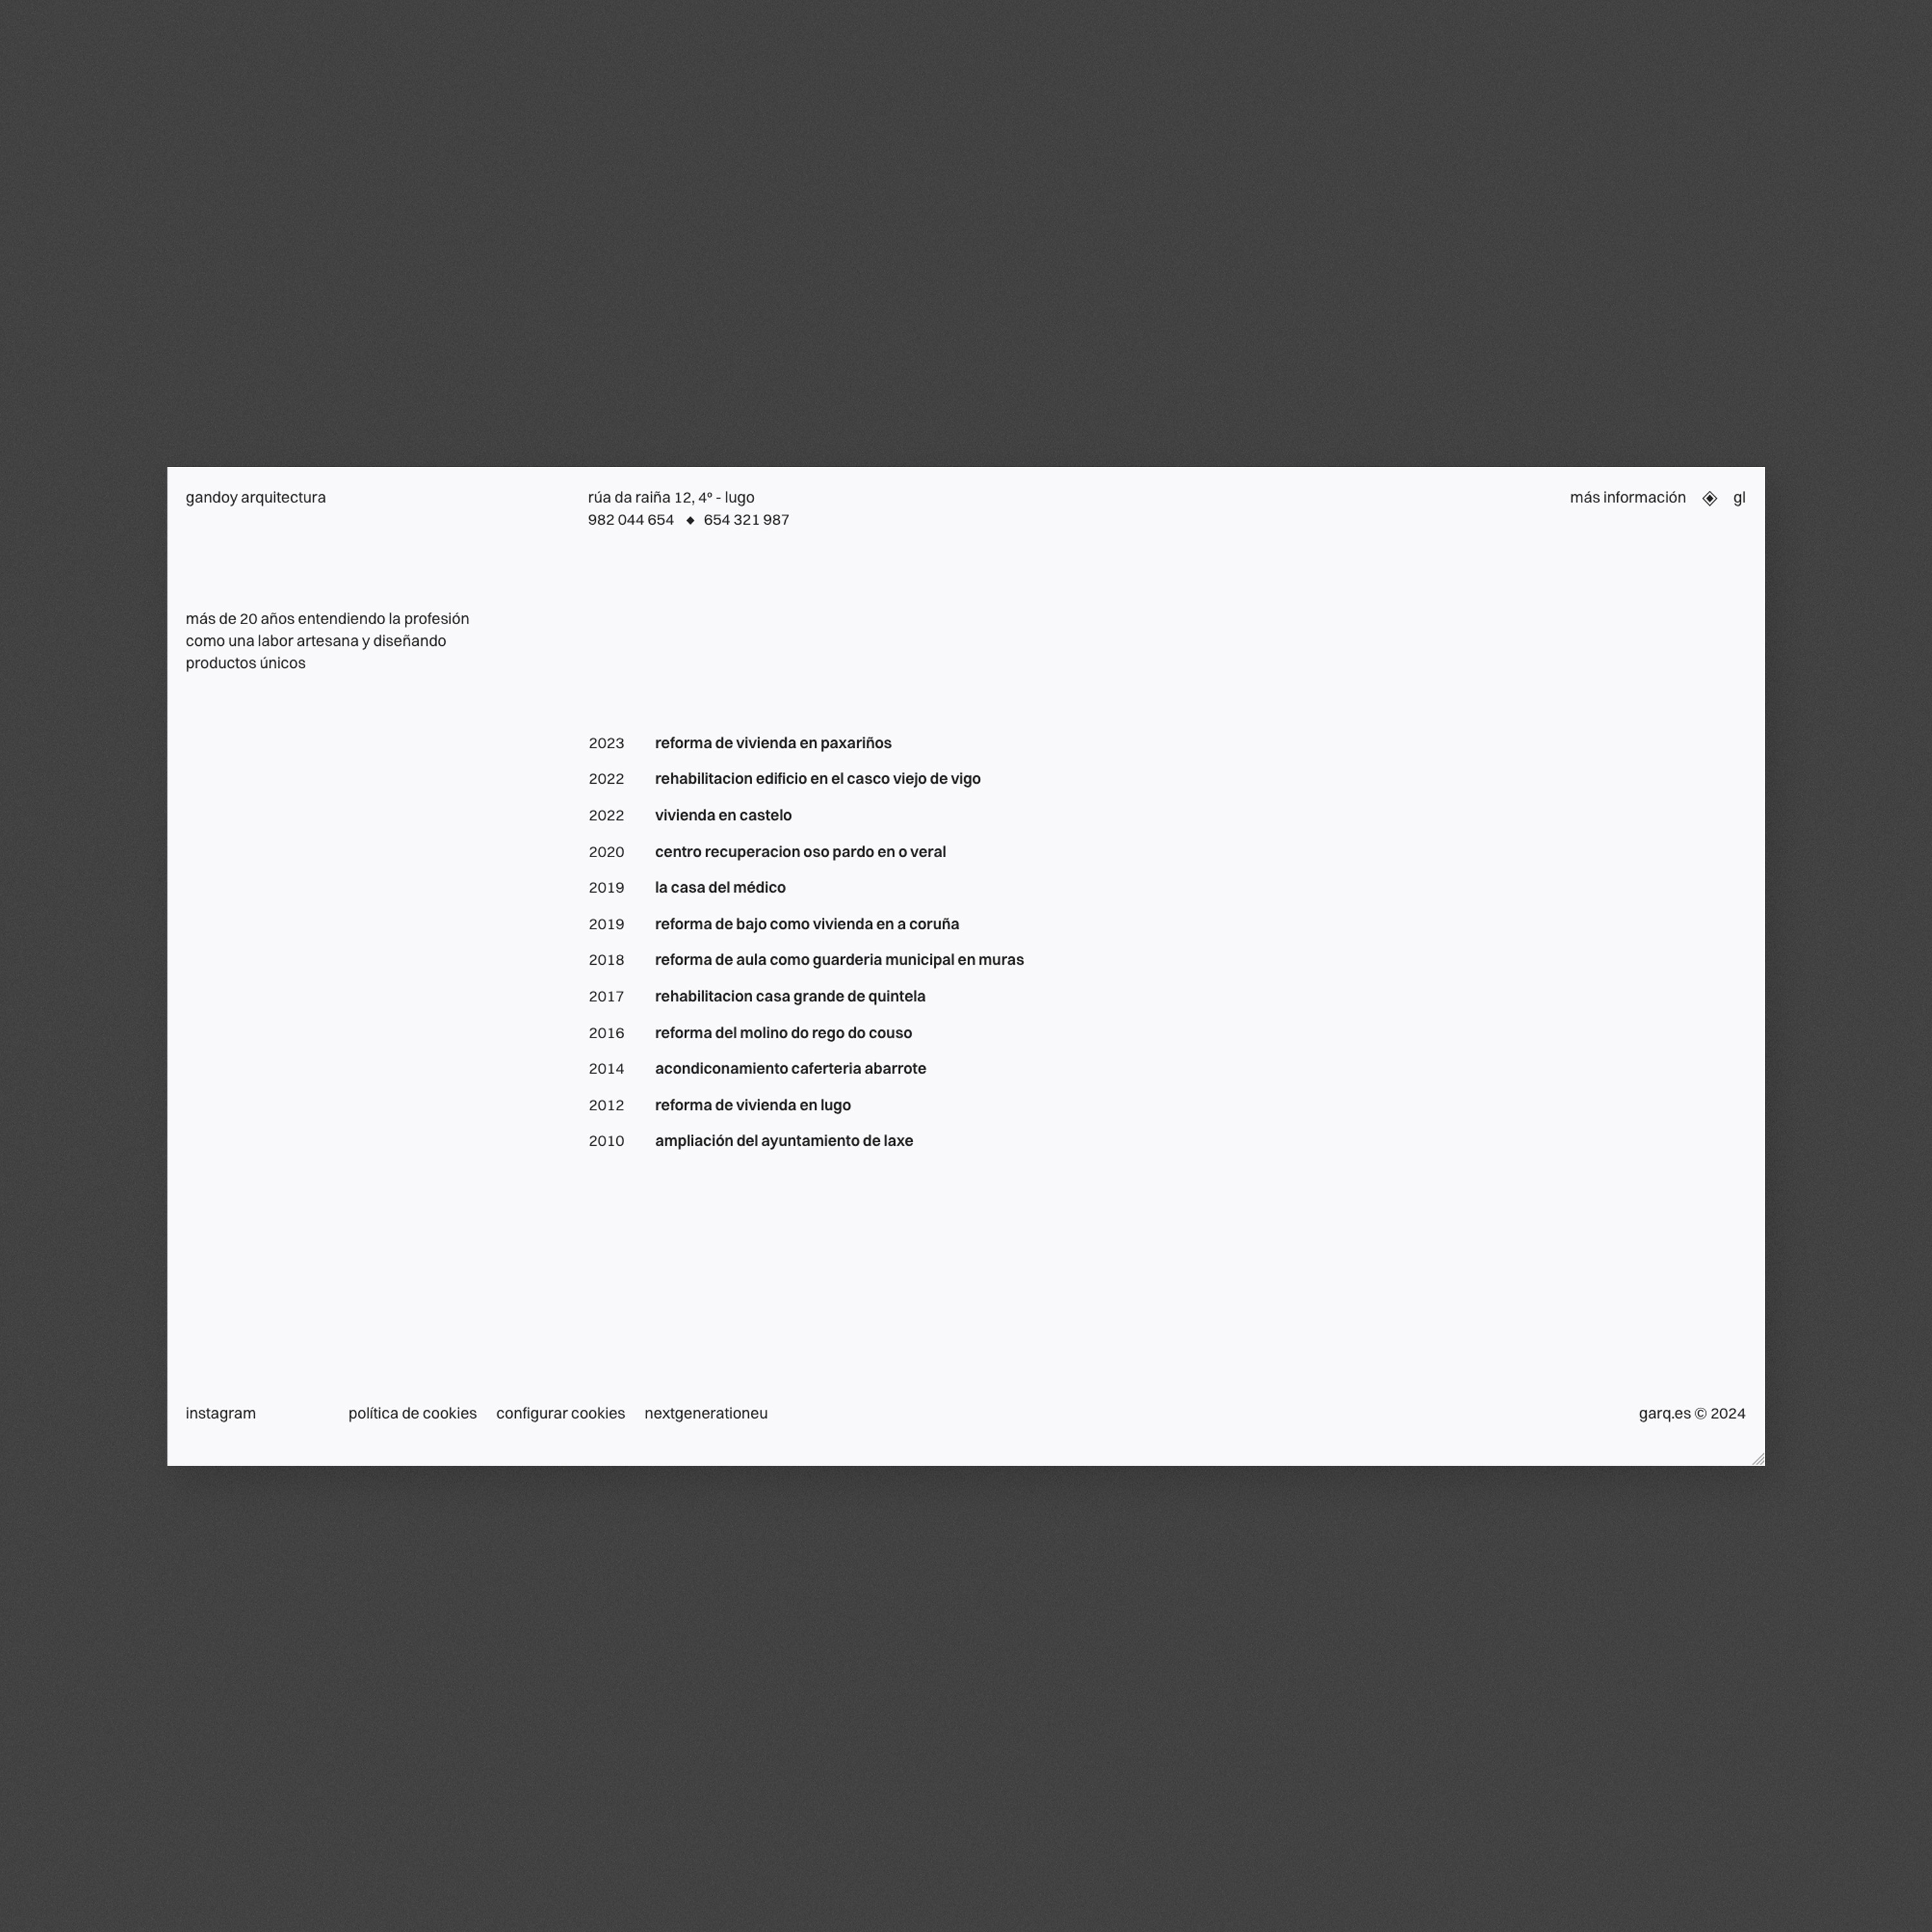 gandoy arquitectura
rúa da raiña 12, 4º - lugo
982 044 654 ◆ 654 321 987
más información ◈ gl
más de 20 años entendiendo la profesión
como una labor artesana y diseñando
productos únicos
2023 reforma de vivienda en paxariños
2022 rehabilitacion edificio en el casco viejo de vigo
2022 vivienda en castelo
2020 centro recuperacion oso pardo en o veral
2019 la casa del médico
2019 reforma de bajo como vivienda en a coruña
2018 reforma de aula como guarderia municipal en muras
2017 rehabilitacion casa grande de quintela
2016 reforma del molino do rego do couso
2014 acondiconamiento caferteria abarrote
2012 reforma de vivienda en lugo
2010 ampliación del ayuntamiento de laxe
instagram política de cookies configurar cookies nextgenerationeu garq.es © 2024